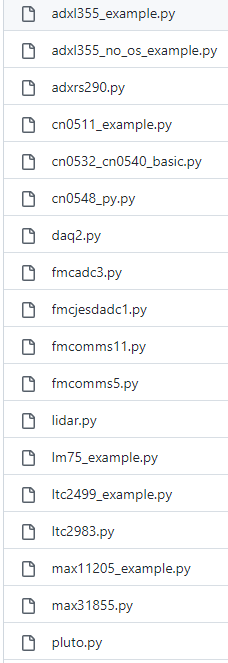 adxl355_example.py
adxl355_no_os_example.py
adxrs290.py
cn0511_example.py
cn0532_cn0540_basic.py
cn0548_py.py
daq2.py
fmcadc3.py
fmcjesdadc1.py
fmcomms11.py
fmcomms5.py
lidar.py
lm75_example.py
ltc2499_example.py
ltc2983.py
max11205_example.py
max31855.py
pluto.py